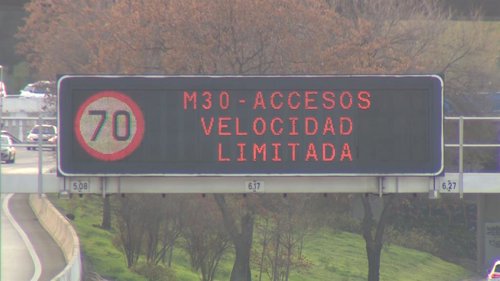 70
M30-ACCESOS
VELOCIDAD
LIMITADA
5.08 6.17 6.27